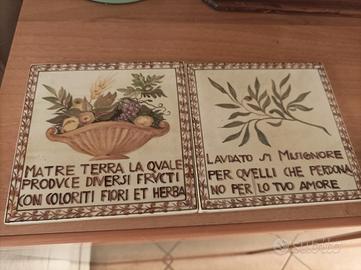 MATRE TERRA LA QVALE
PRODVCE DIVERSI FRVCTI
CON COLORITI FIORI ET HERBA
LAVDATO SI MISIGNORE
PER QVELLI CHE PERDONA
NO PER LO TVO AMORE.
subito